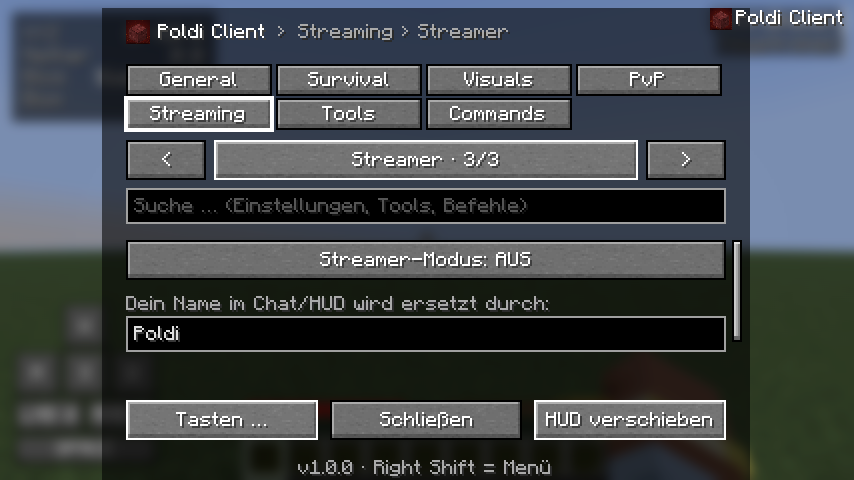 Poldi Client > Streaming > Streamer
Poldi Client
General Survival Visuals PvP
Streaming Tools Commands
< Streamer · 3/3 >
Suche ... (Einstellungen, Tools, Befehle)
Streamer-Modus: AUS
Dein Name im Chat/HUD wird ersetzt durch:
Poldi
Tasten ... Schließen HUD verschieben
v1.0.0 · Right Shift = Menü